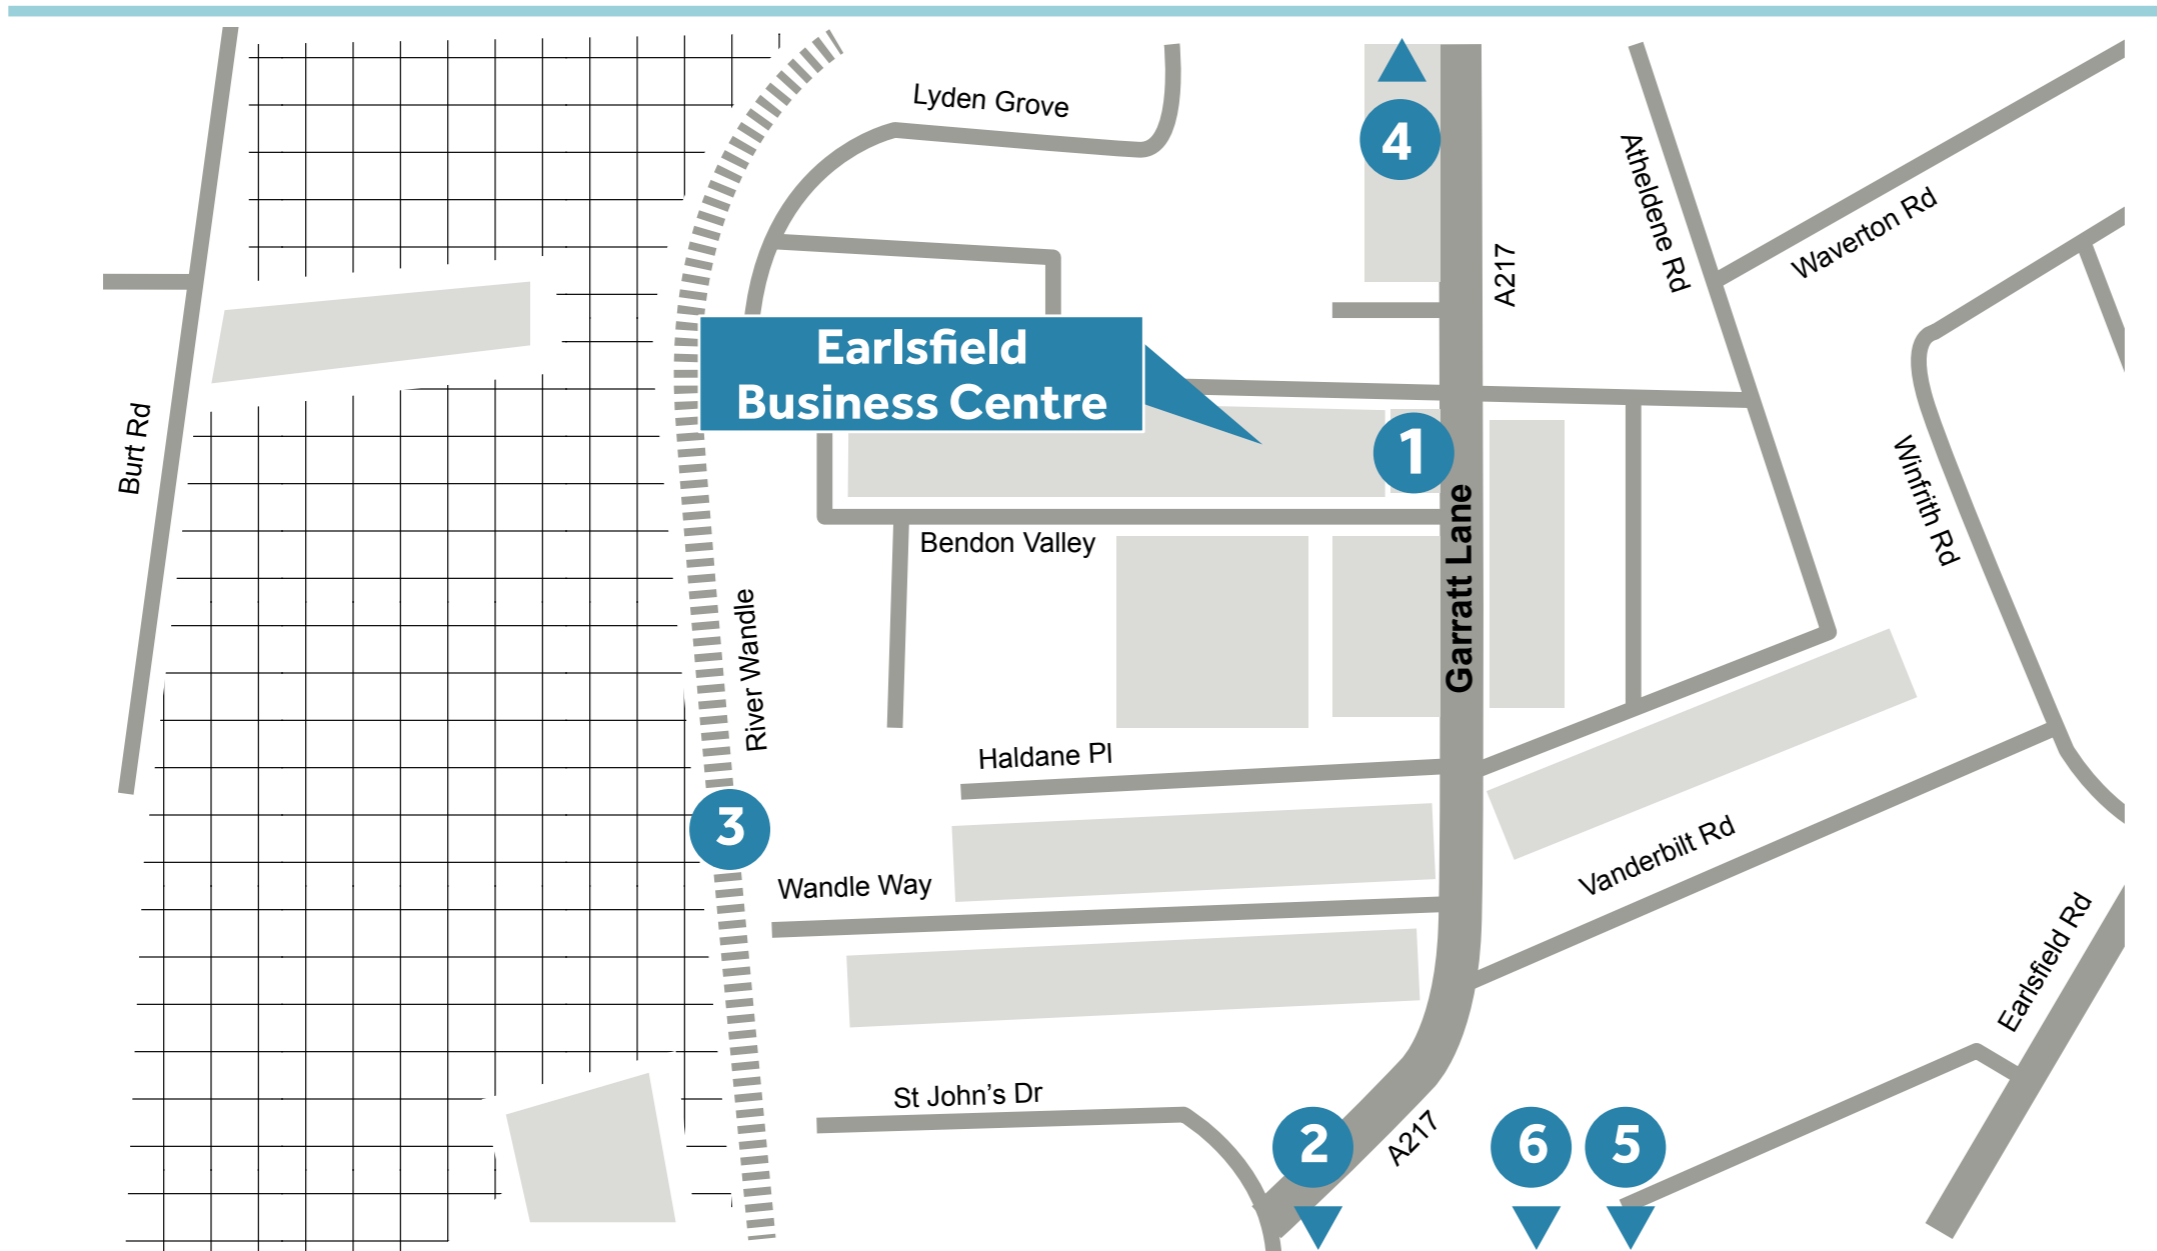 Lyden Grove
4
Atheldene Rd
Waverton Rd
A217
Earlsfield
Business Centre
Burt Rd
1
Winfrith Rd
Garratt Lane
Bendon Valley
River Wandle
Haldane Pl
3
Vanderbilt Rd
Wandle Way
Earlsfield Rd
St John’s Dr
A217
2
6
5